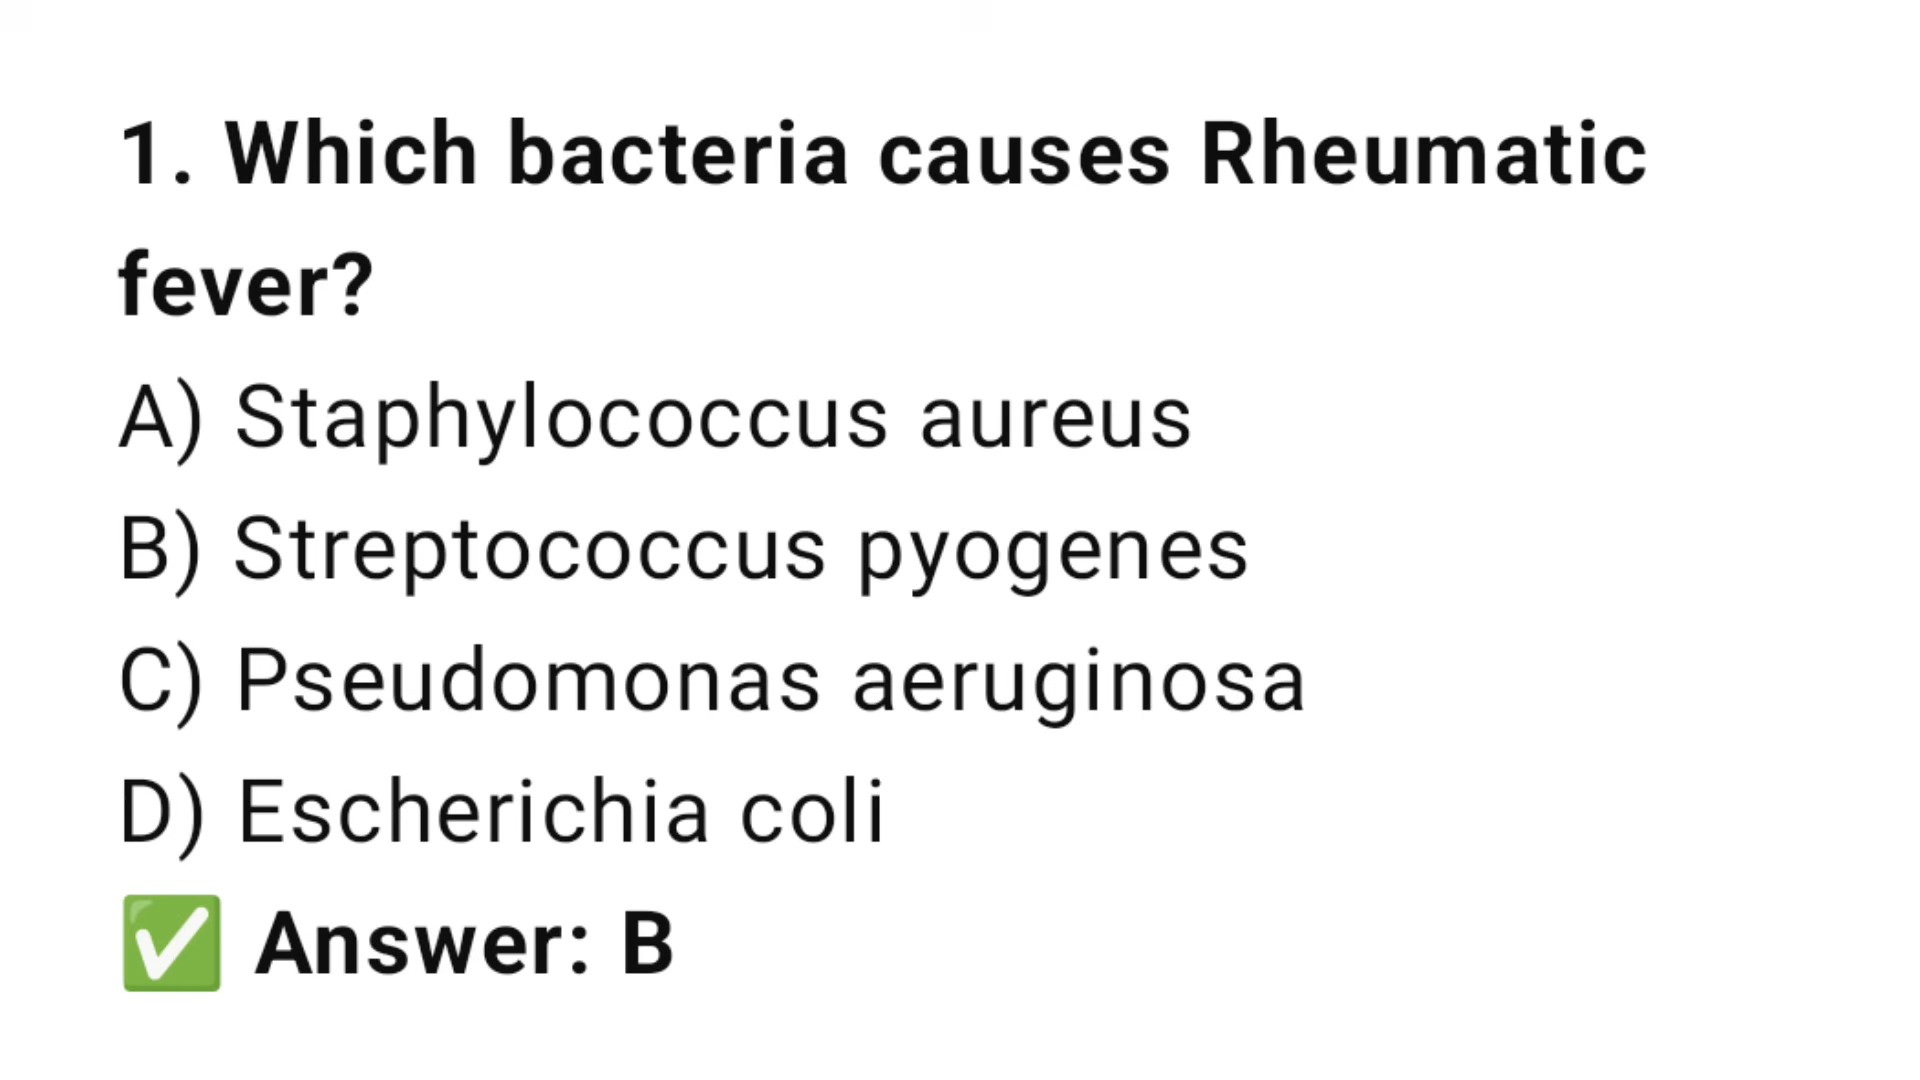 1. Which bacteria causes Rheumatic
fever?
A) Staphylococcus aureus
B) Streptococcus pyogenes
C) Pseudomonas aeruginosa
D) Escherichia coli
✅ Answer: B